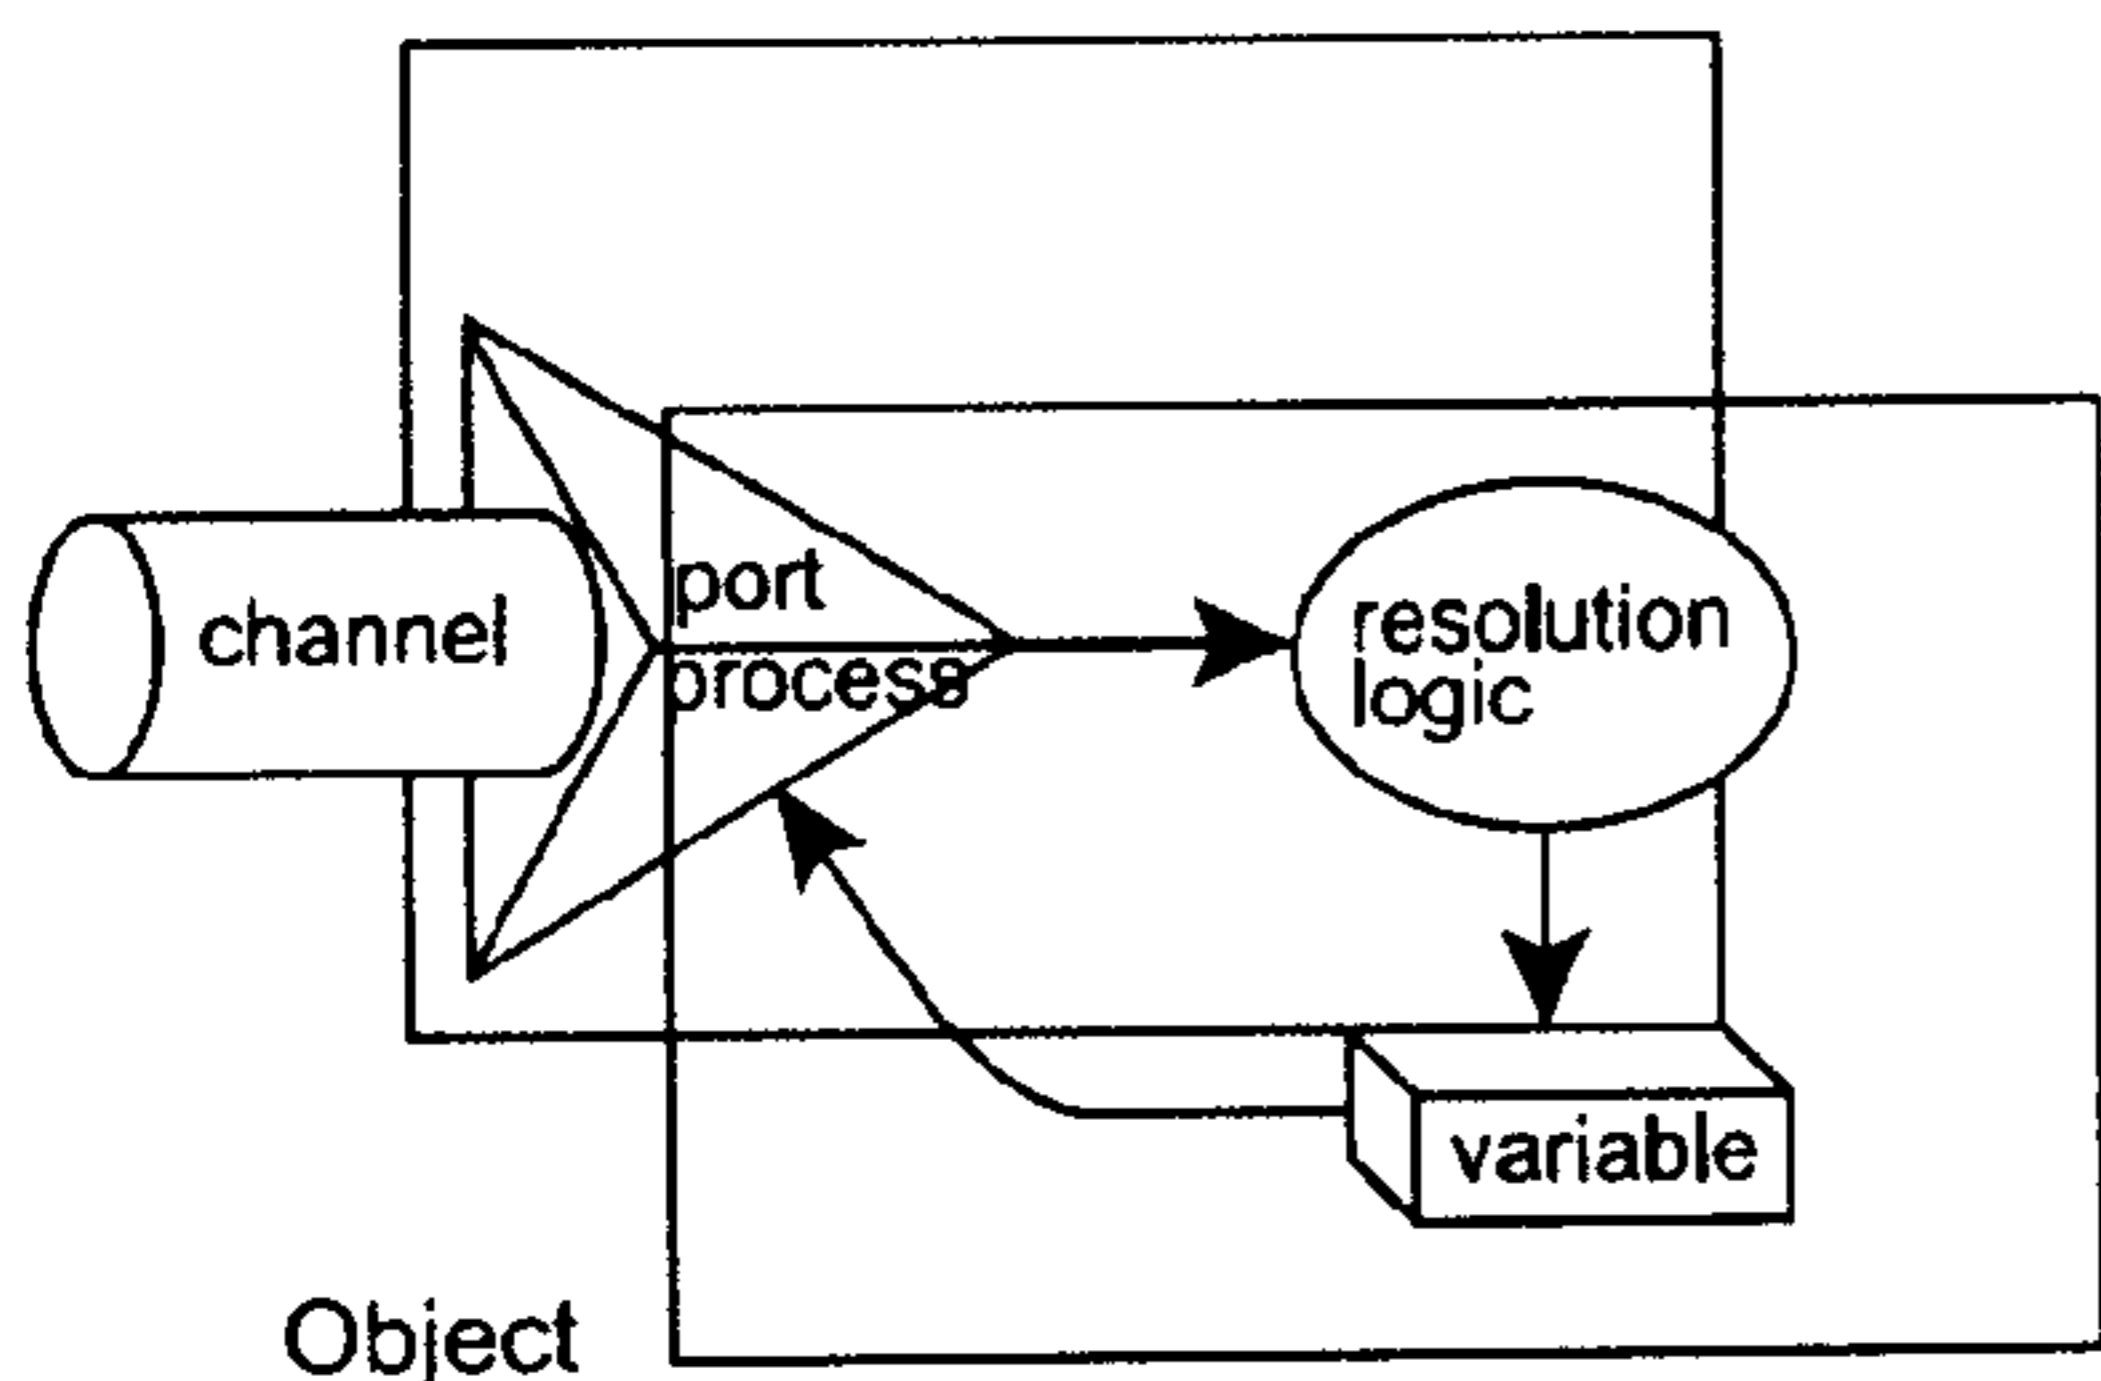 port
channel
process
resolution
logic
variable
Object